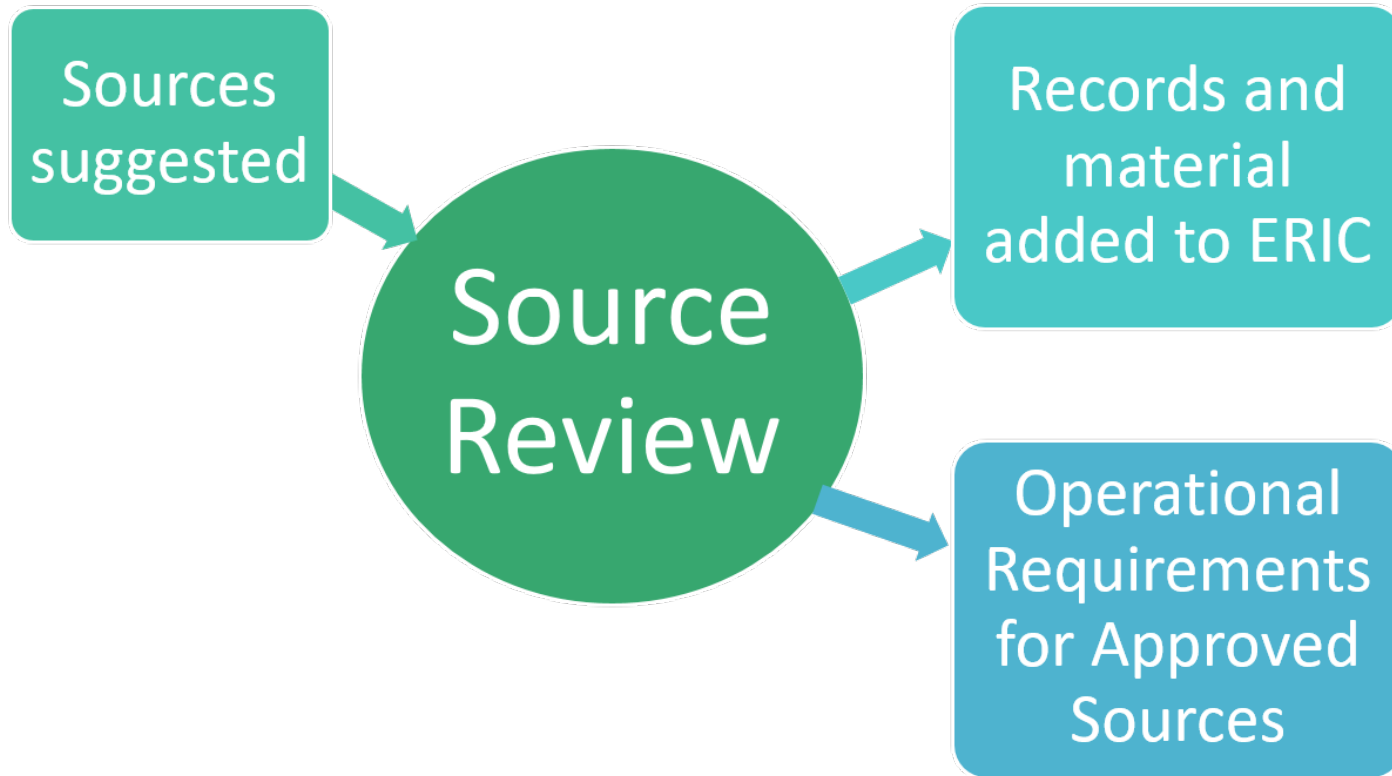 Sources
suggested
Source
Review
Records and
material
added to ERIC
Operational
Requirements
for Approved
Sources